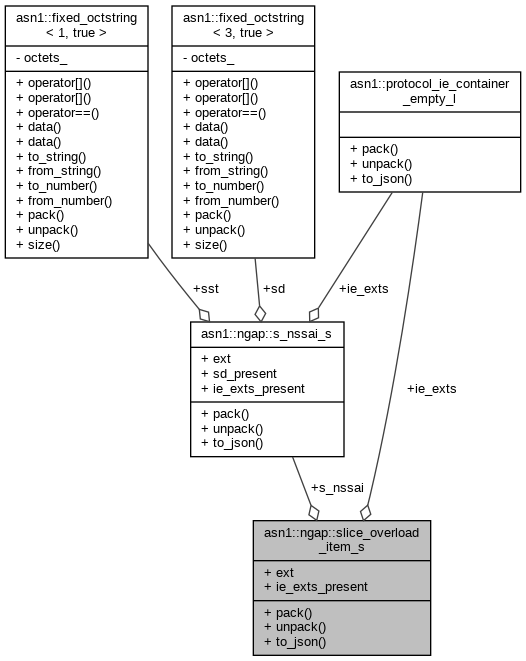 asn1::fixed_octstring
< 1, true >
- octets_
+ operator[]()
+ operator[]()
+ operator==()
+ data()
+ data()
+ to_string()
+ from_string()
+ to_number()
+ from_number()
+ pack()
+ unpack()
+ size()
asn1::fixed_octstring
< 3, true >
- octets_
+ operator[]()
+ operator[]()
+ operator==()
+ data()
+ data()
+ to_string()
+ from_string()
+ to_number()
+ from_number()
+ pack()
+ unpack()
+ size()
asn1::protocol_ie_container
_empty_l
+ pack()
+ unpack()
+ to_json()
+sst
+sd
+ie_exts
asn1::ngap::s_nssai_s
+ ext
+ sd_present
+ ie_exts_present
+ pack()
+ unpack()
+ to_json()
+ie_exts
+s_nssai
asn1::ngap::slice_overload
_item_s
+ ext
+ ie_exts_present
+ pack()
+ unpack()
+ to_json()